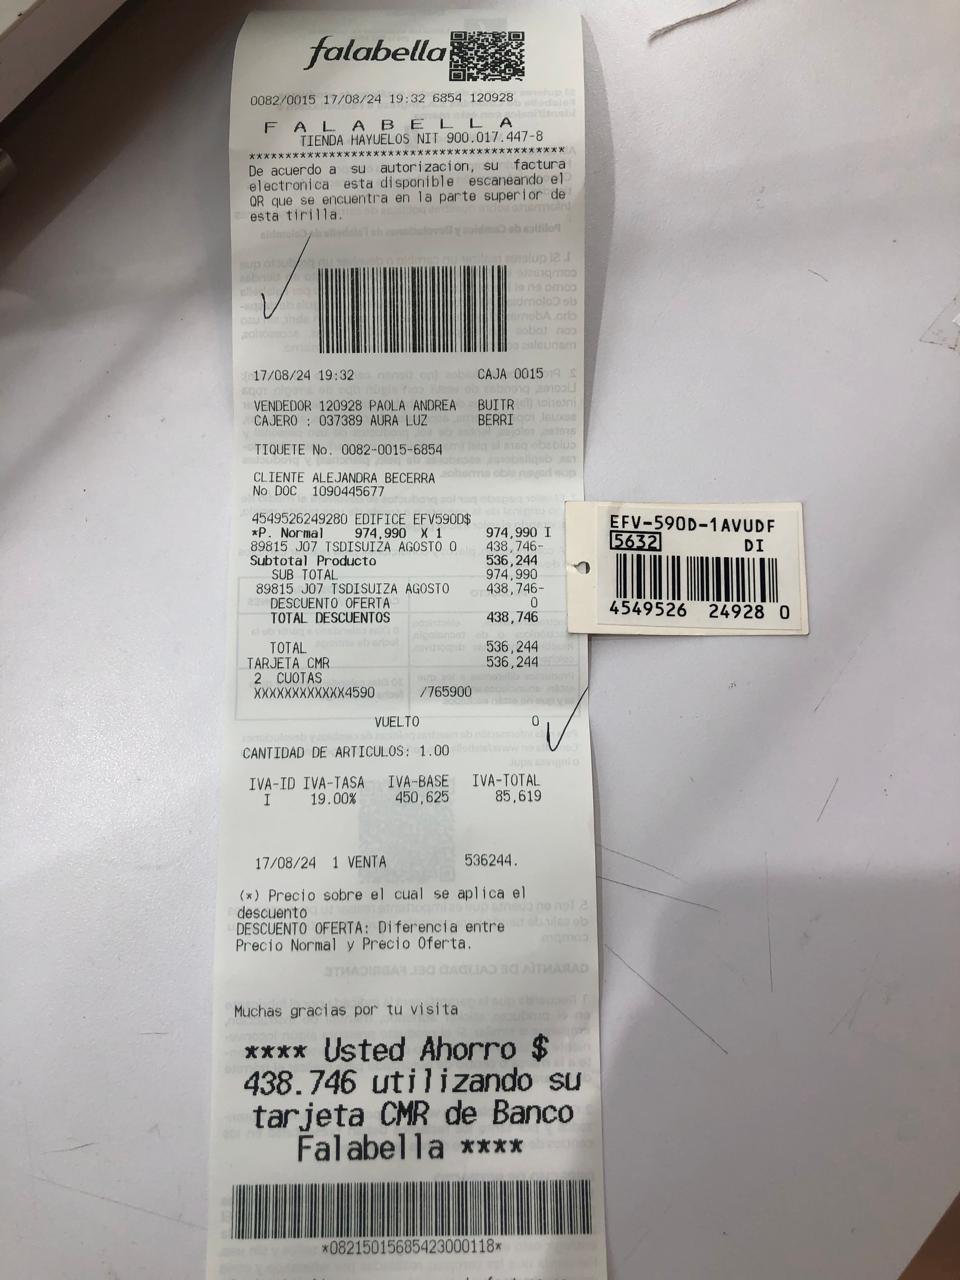 falabella
0082/0015 17/08/24 19:32 6854 120928
F A L A B E L L A
TIENDA HAYUELOS NIT 900.017.447-8
********************************************
De acuerdo a su autorizacion, su factura
electronica esta disponible escaneando el
QR que se encuentra en la parte superior de
esta tirilla.
17/08/24 19:32 CAJA 0015
VENDEDOR 120928 PAOLA ANDREA BUITR
CAJERO : 037389 AURA LUZ BERRI
TIQUETE No. 0082-0015-6854
CLIENTE ALEJANDRA BECERRA
No DOC 1090445677
4549526249280 EDIFICE EFV590D$
*P. Normal 974,990 X 1 974,990 I
89815 J07 TSDISUIZA AGOSTO O 438,746-
Subtotal Producto 536,244
SUB TOTAL 974,990
89815 J07 TSDISUIZA AGOSTO 438,746-
DESCUENTO OFERTA 0
TOTAL DESCUENTOS 438,746
TOTAL 536,244
TARJETA CMR 536,244
2 CUOTAS
XXXXXXXXXXXX4590 /765900
VUELTO 0
CANTIDAD DE ARTICULOS: 1.00
IVA-ID IVA-TASA IVA-BASE IVA-TOTAL
I 19.00% 450,625 85,619
17/08/24 1 VENTA 536244.
(*) Precio sobre el cual se aplica el
descuento
DESCUENTO OFERTA: Diferencia entre
Precio Normal y Precio Oferta.
Muchas gracias por tu visita
**** Usted Ahorro $
438.746 utilizando su
tarjeta CMR de Banco
Falabella ****
*08215015685423000118*
EFV-590D-1AVUDF
5632 DI
4549526 24928 0